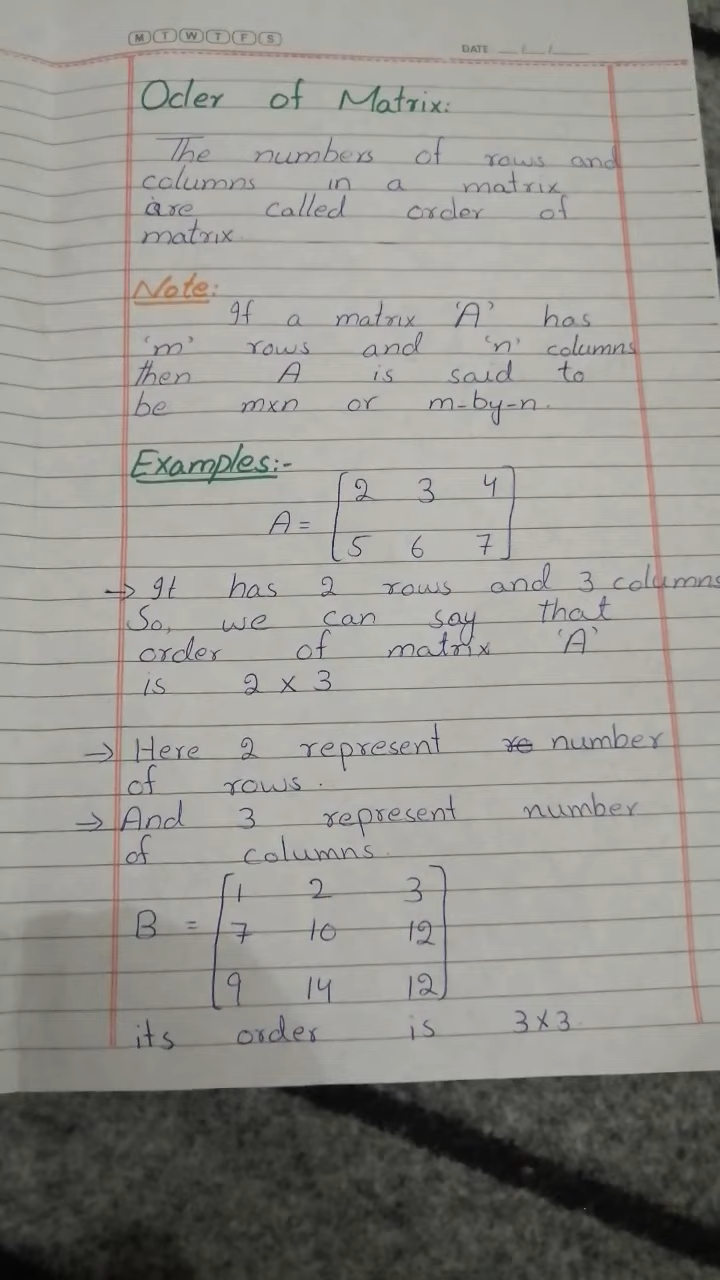 M T W T F S
DATE __/__/__
Oder of Matrix:
The numbers of rows and
columns in a matrix
are called order of
matrix.
Note:
If a matrix 'A' has
'm' rows and 'n' columns
then A is said to
be mxn or m-by-n.
Examples:-
2 3 4
A =
5 6 7
→ It has 2 rows and 3 columns
So, we can say that
order of matrix 'A'
is 2 x 3
→ Here 2 represent re number
of rows.
→ And 3 represent number
of columns.
1 2 3
B = 7 10 12
9 14 12
its order is 3x3.